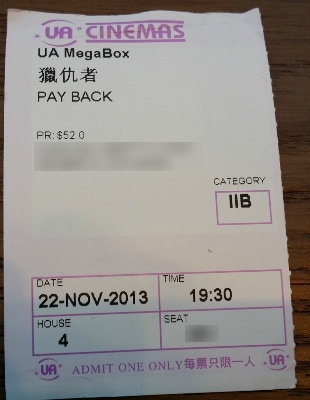 UA CINEMAS
UA MegaBox
獵仇者
PAY BACK
PR: $52.0
CATEGORY
IIB
DATE
22-NOV-2013
TIME
19:30
HOUSE
4
SEAT
UA ADMIT ONE ONLY 每票只限一人 UA